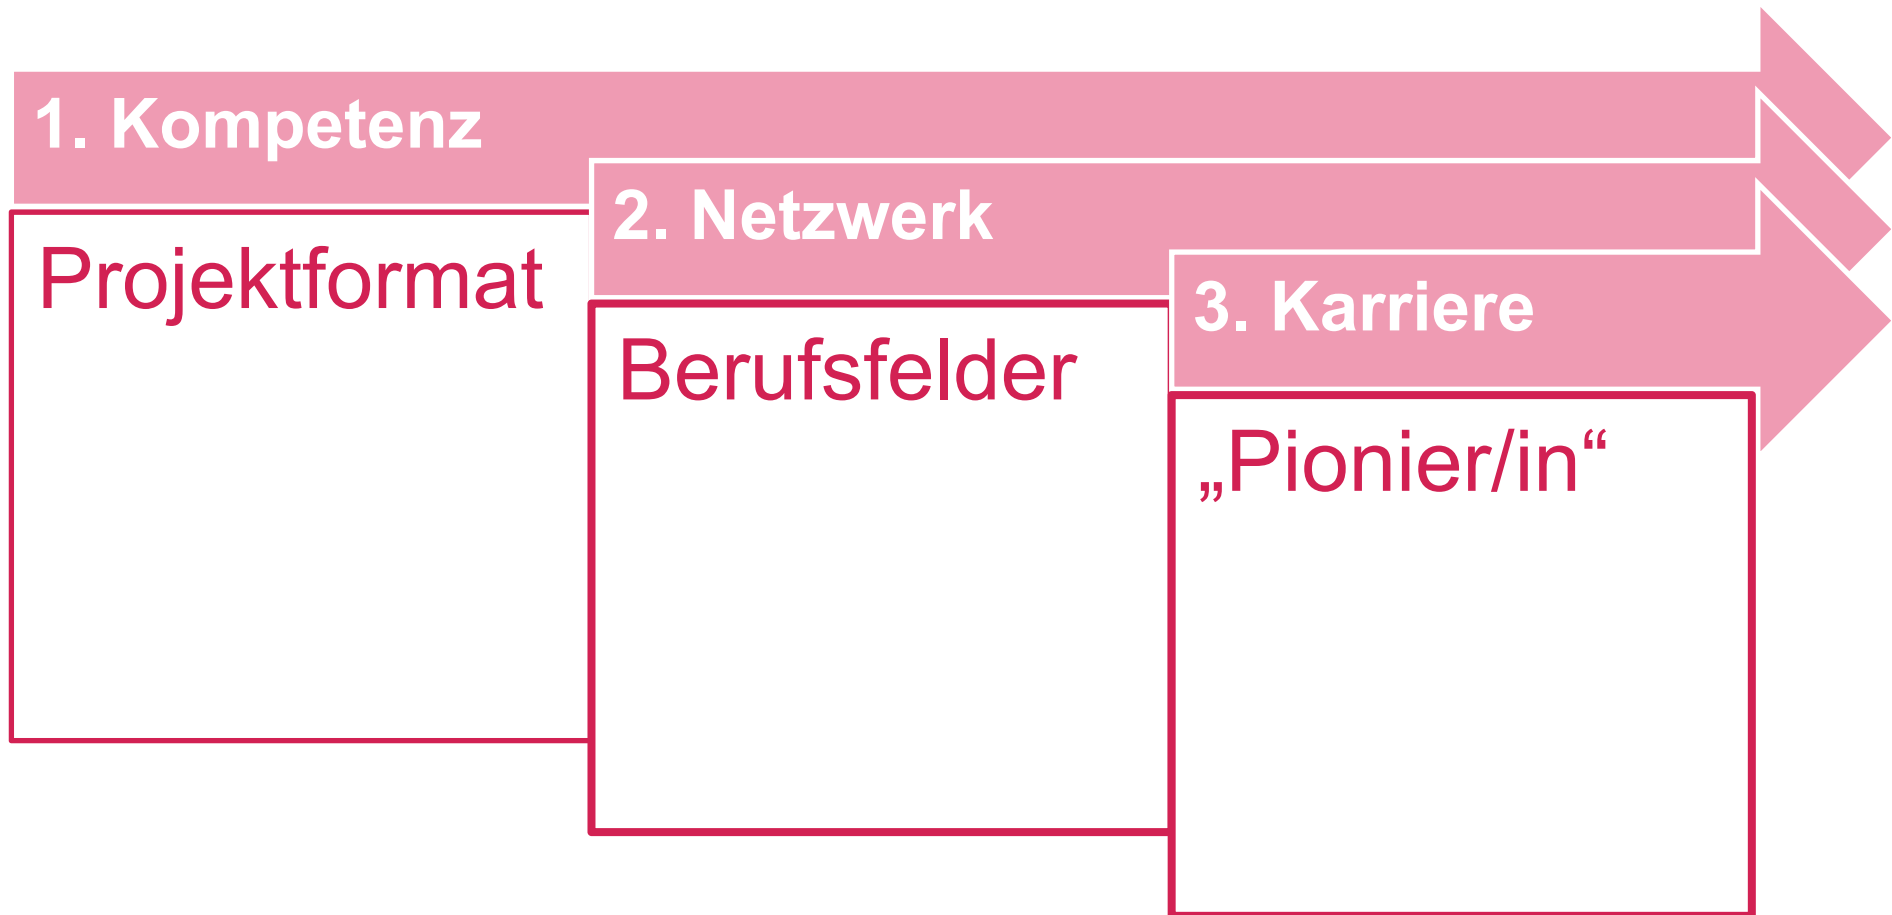 1. Kompetenz
Projektformat
2. Netzwerk
Berufsfelder
3. Karriere
„Pionier/in“